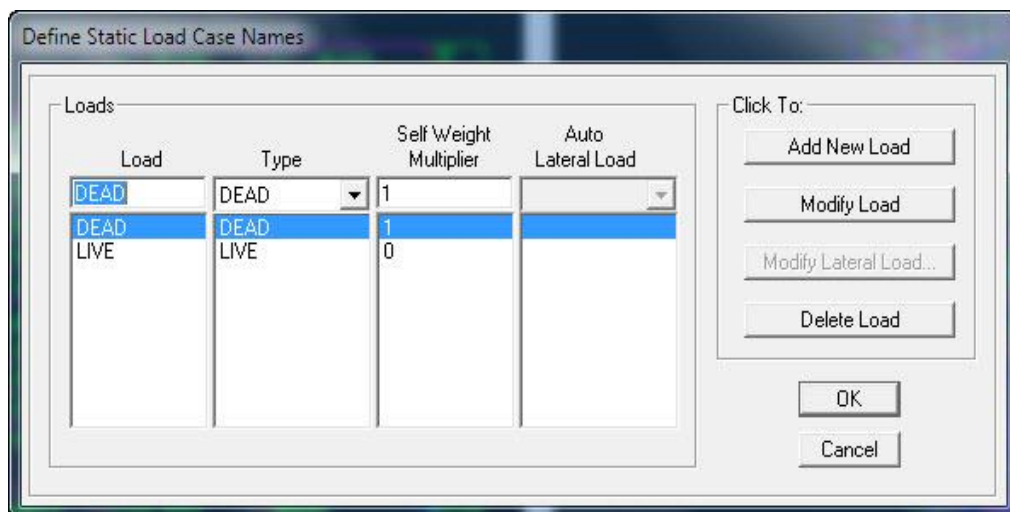 Define Static Load Case Names
Loads
Load Type Self Weight Multiplier Auto Lateral Load
DEAD DEAD 1
DEAD DEAD 1
LIVE LIVE 0
Click To:
Add New Load
Modify Load
Modify Lateral Load...
Delete Load
OK
Cancel